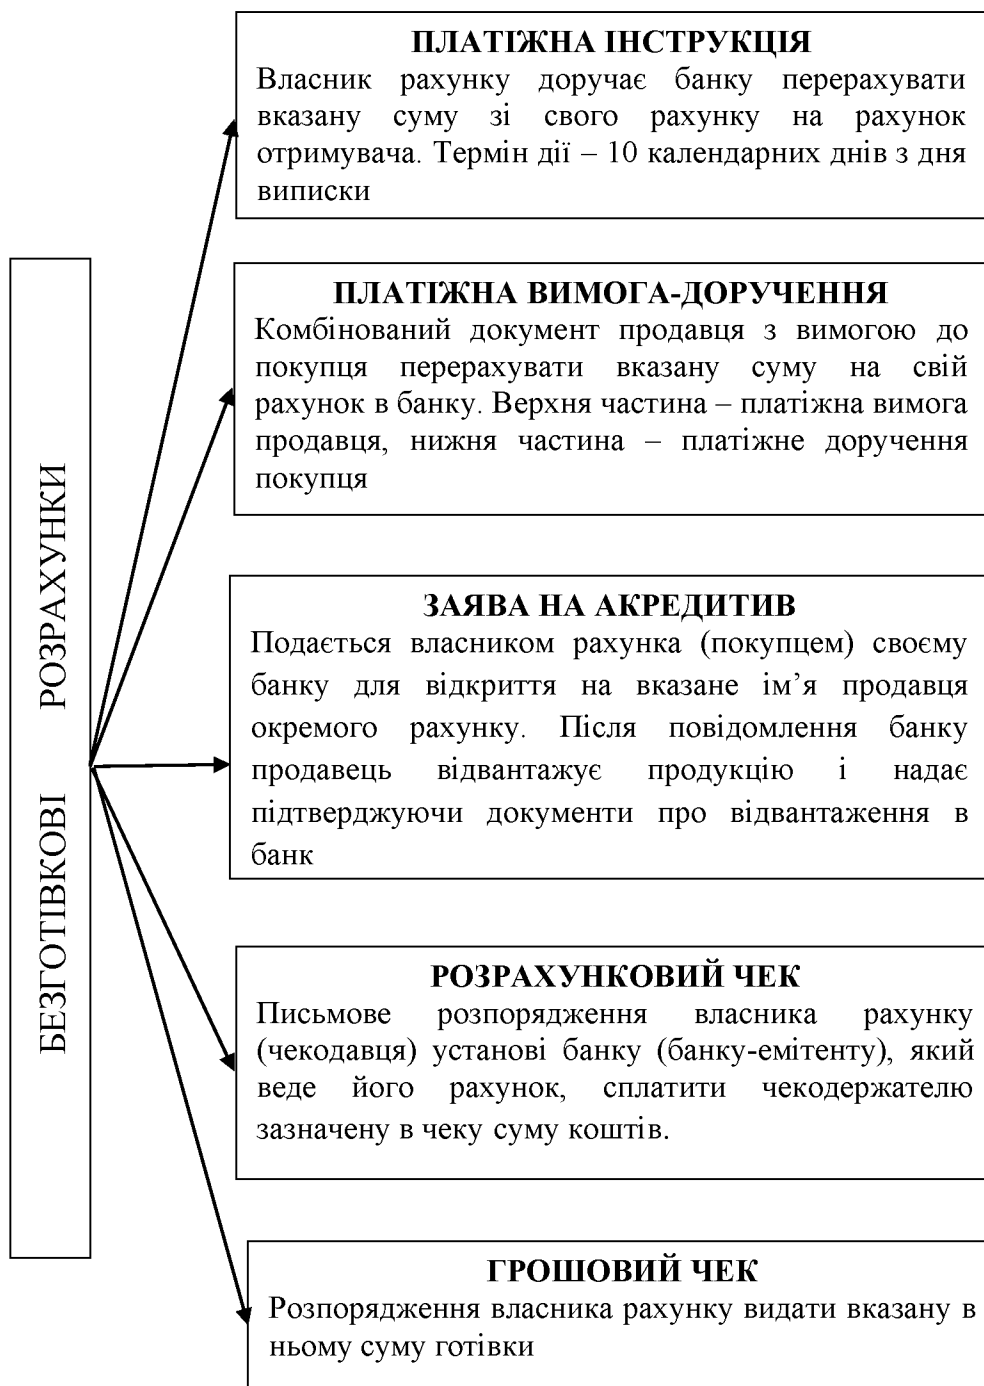 ПЛАТІЖНА ІНСТРУКЦІЯ
Власник рахунку доручає банку перерахувати
вказану суму зі свого рахунку на рахунок
отримувача. Термін дії – 10 календарних днів з дня
виписки
ПЛАТІЖНА ВИМОГА-ДОРУЧЕННЯ
Комбінований документ продавця з вимогою до
покупця перерахувати вказану суму на свій
рахунок в банку. Верхня частина – платіжна вимога
продавця, нижня частина – платіжне доручення
покупця
БЕЗГОТІВКОВІ РОЗРАХУНКИ
ЗАЯВА НА АКРЕДИТИВ
Подається власником рахунка (покупцем) своєму
банку для відкриття на вказане ім’я продавця
окремого рахунку. Після повідомлення банку
продавець відвантажує продукцію і надає
підтверджуючи документи про відвантаження в
банк
РОЗРАХУНКОВИЙ ЧЕК
Письмове розпорядження власника рахунку
(чекодавця) установі банку (банку-емітенту), який
веде його рахунок, сплатити чекодержателю
зазначену в чеку суму коштів.
ГРОШОВИЙ ЧЕК
Розпорядження власника рахунку видати вказану в
ньому суму готівки